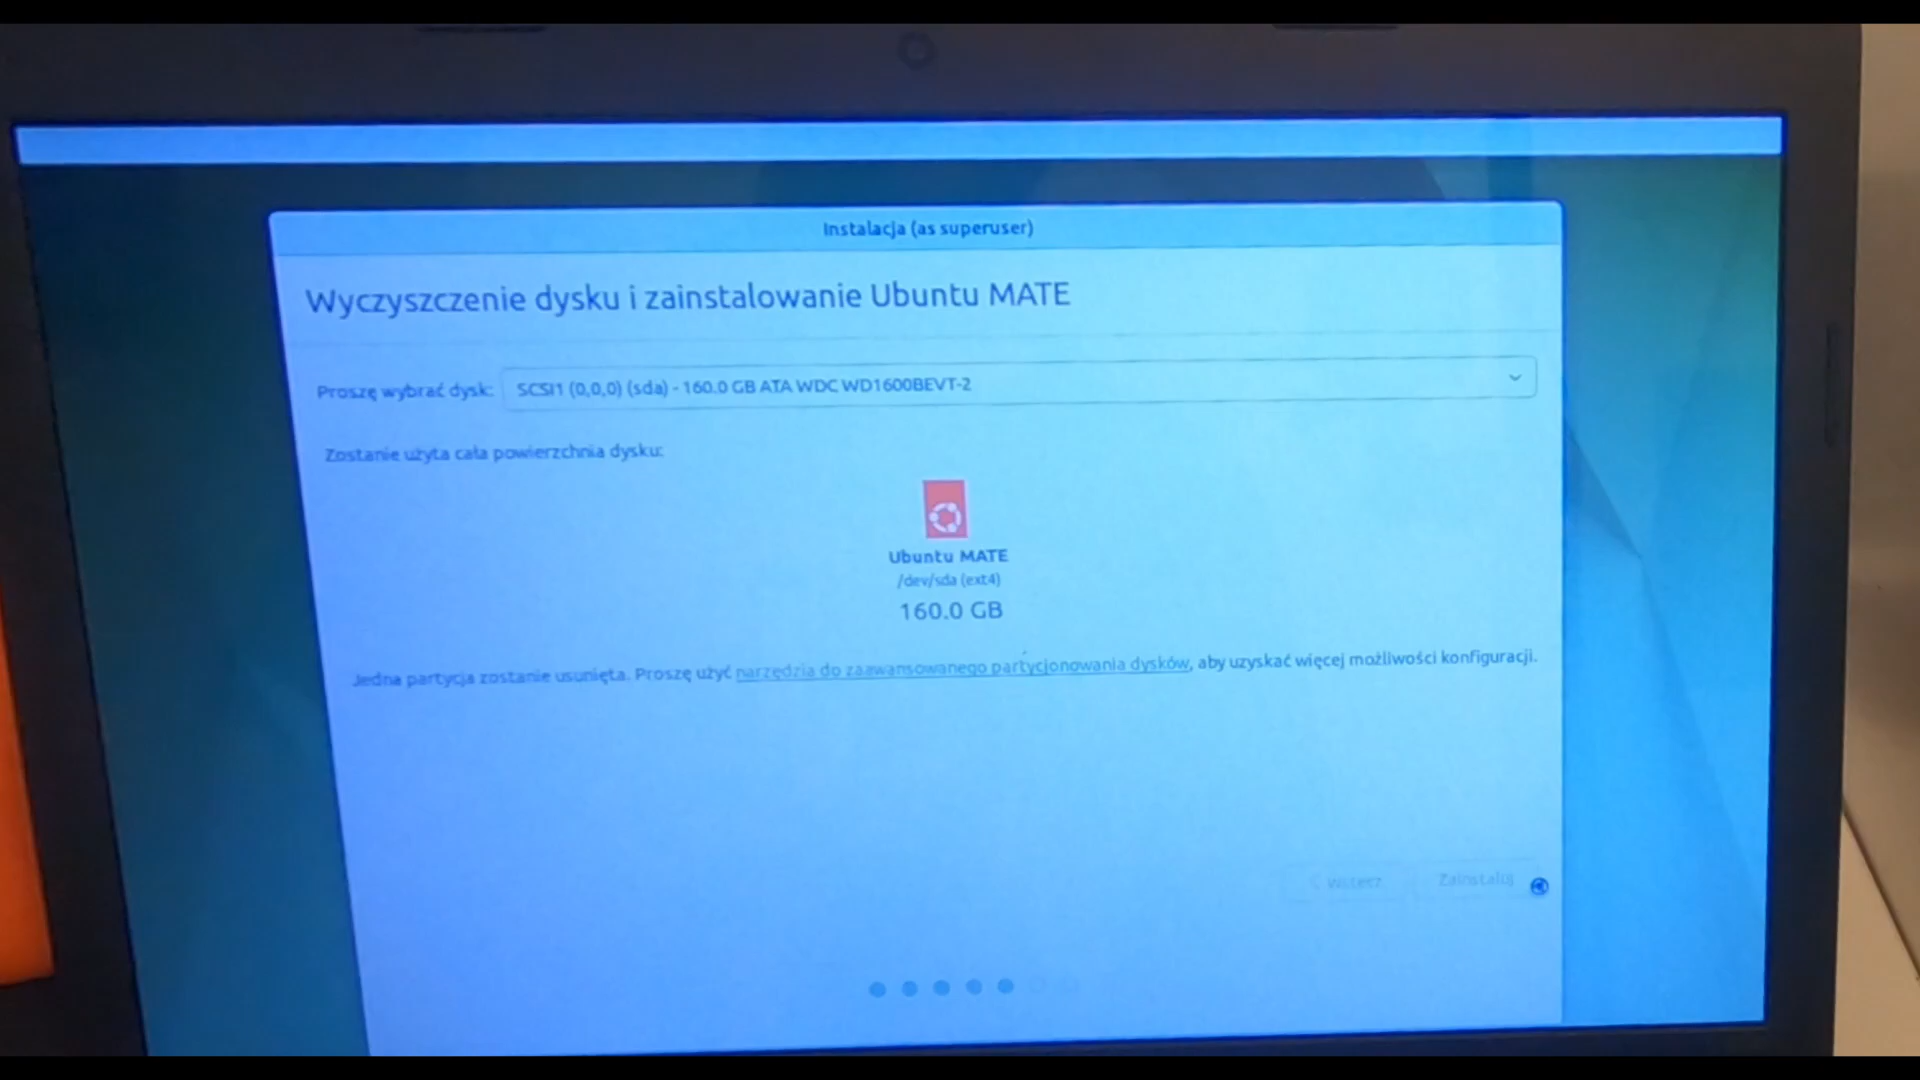 Instalacja (as superuser)
Wyczyszczenie dysku i zainstalowanie Ubuntu MATE
Proszę wybrać dysk: SCSI1 (0,0,0) (sda) - 160.0 GB ATA WDC WD1600BEVT-2
Zostanie użyta cała powierzchnia dysku:
Ubuntu MATE
/dev/sda (ext4)
160.0 GB
Jedna partycja zostanie usunięta. Proszę użyć narzędzia do zaawansowanego partycjonowania dysków, aby uzyskać więcej możliwości konfiguracji.
Wstecz Zainstaluj